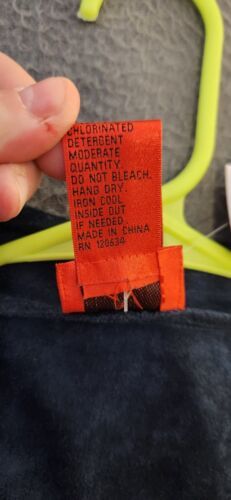 CHLORINATED
DETERGENT
MODERATE
QUANTITY.
DO NOT BLEACH.
HANG DRY.
IRON COOL
INSIDE OUT
IF NEEDED.
MADE IN CHINA
RN 120634